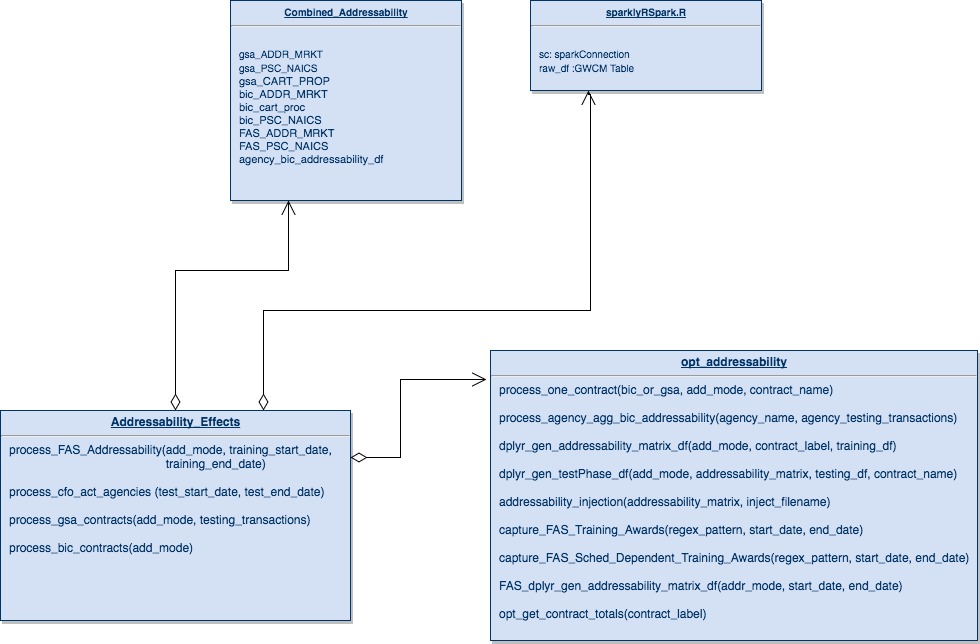 Combined_Addressability
gsa_ADDR_MRKT
gsa_PSC_NAICS
gsa_CART_PROP
bic_ADDR_MRKT
bic_cart_proc
bic_PSC_NAICS
FAS_ADDR_MRKT
FAS_PSC_NAICS
agency_bic_addressability_df
sparklyRSpark.R
sc: sparkConnection
raw_df :GWCM Table
Addressability_Effects
process_FAS_Addressability(add_mode, training_start_date,
training_end_date)
process_cfo_act_agencies (test_start_date, test_end_date)
process_gsa_contracts(add_mode, testing_transactions)
process_bic_contracts(add_mode)
opt_addressability
process_one_contract(bic_or_gsa, add_mode, contract_name)
process_agency_agg_bic_addressability(agency_name, agency_testing_transactions)
dplyr_gen_addressability_matrix_df(add_mode, contract_label, training_df)
dplyr_gen_testPhase_df(add_mode, addressability_matrix, testing_df, contract_name)
addressability_injection(addressability_matrix, inject_filename)
capture_FAS_Training_Awards(regex_pattern, start_date, end_date)
capture_FAS_Sched_Dependent_Training_Awards(regex_pattern, start_date, end_date)
FAS_dplyr_gen_addressability_matrix_df(addr_mode, start_date, end_date)
opt_get_contract_totals(contract_label)